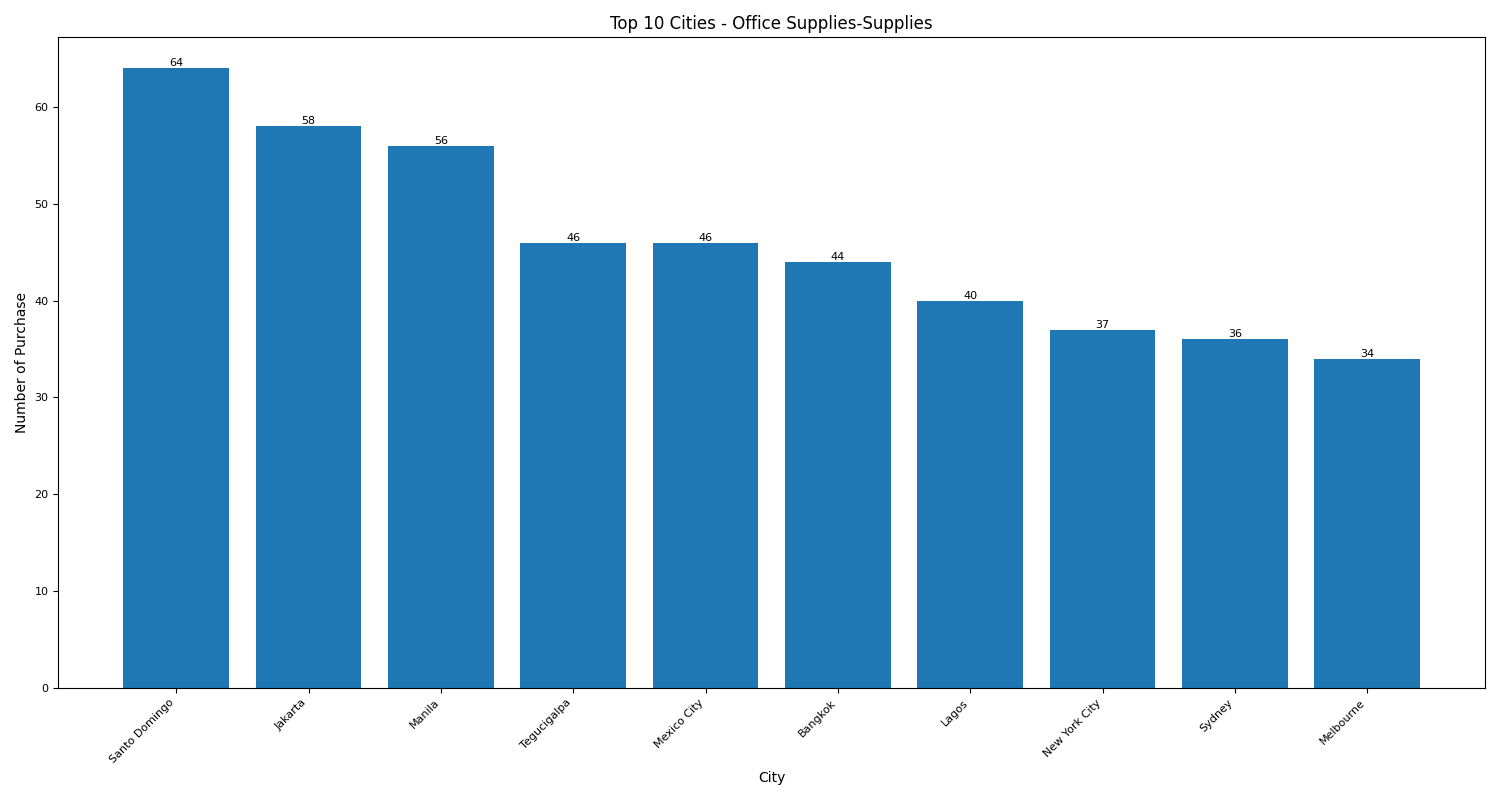 Top 10 Cities - Office Supplies-Supplies
64
58
56
46
46
44
40
37
36
34
60
50
40
30
20
10
0
Number of Purchase
Santo Domingo
Jakarta
Manila
Tegucigalpa
Mexico City
Bangkok
Lagos
New York City
Sydney
Melbourne
City